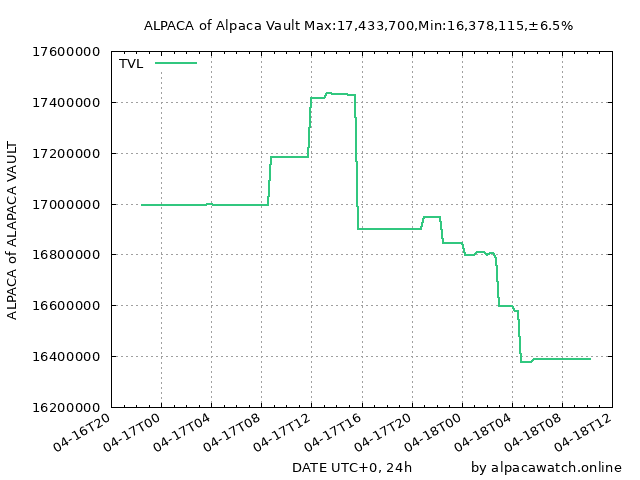 ALPACA of Alpaca Vault Max:17,433,700,Min:16,378,115,±6.5%
17600000
TVL
17400000
17200000
17000000
16800000
16600000
16400000
16200000
ALPACA of ALAPACA VAULT
04-16T20
04-17T00
04-17T04
04-17T08
04-17T12
04-17T16
04-17T20
04-18T00
04-18T04
04-18T08
04-18T12
DATE UTC+0, 24h
by alpacawatch.online